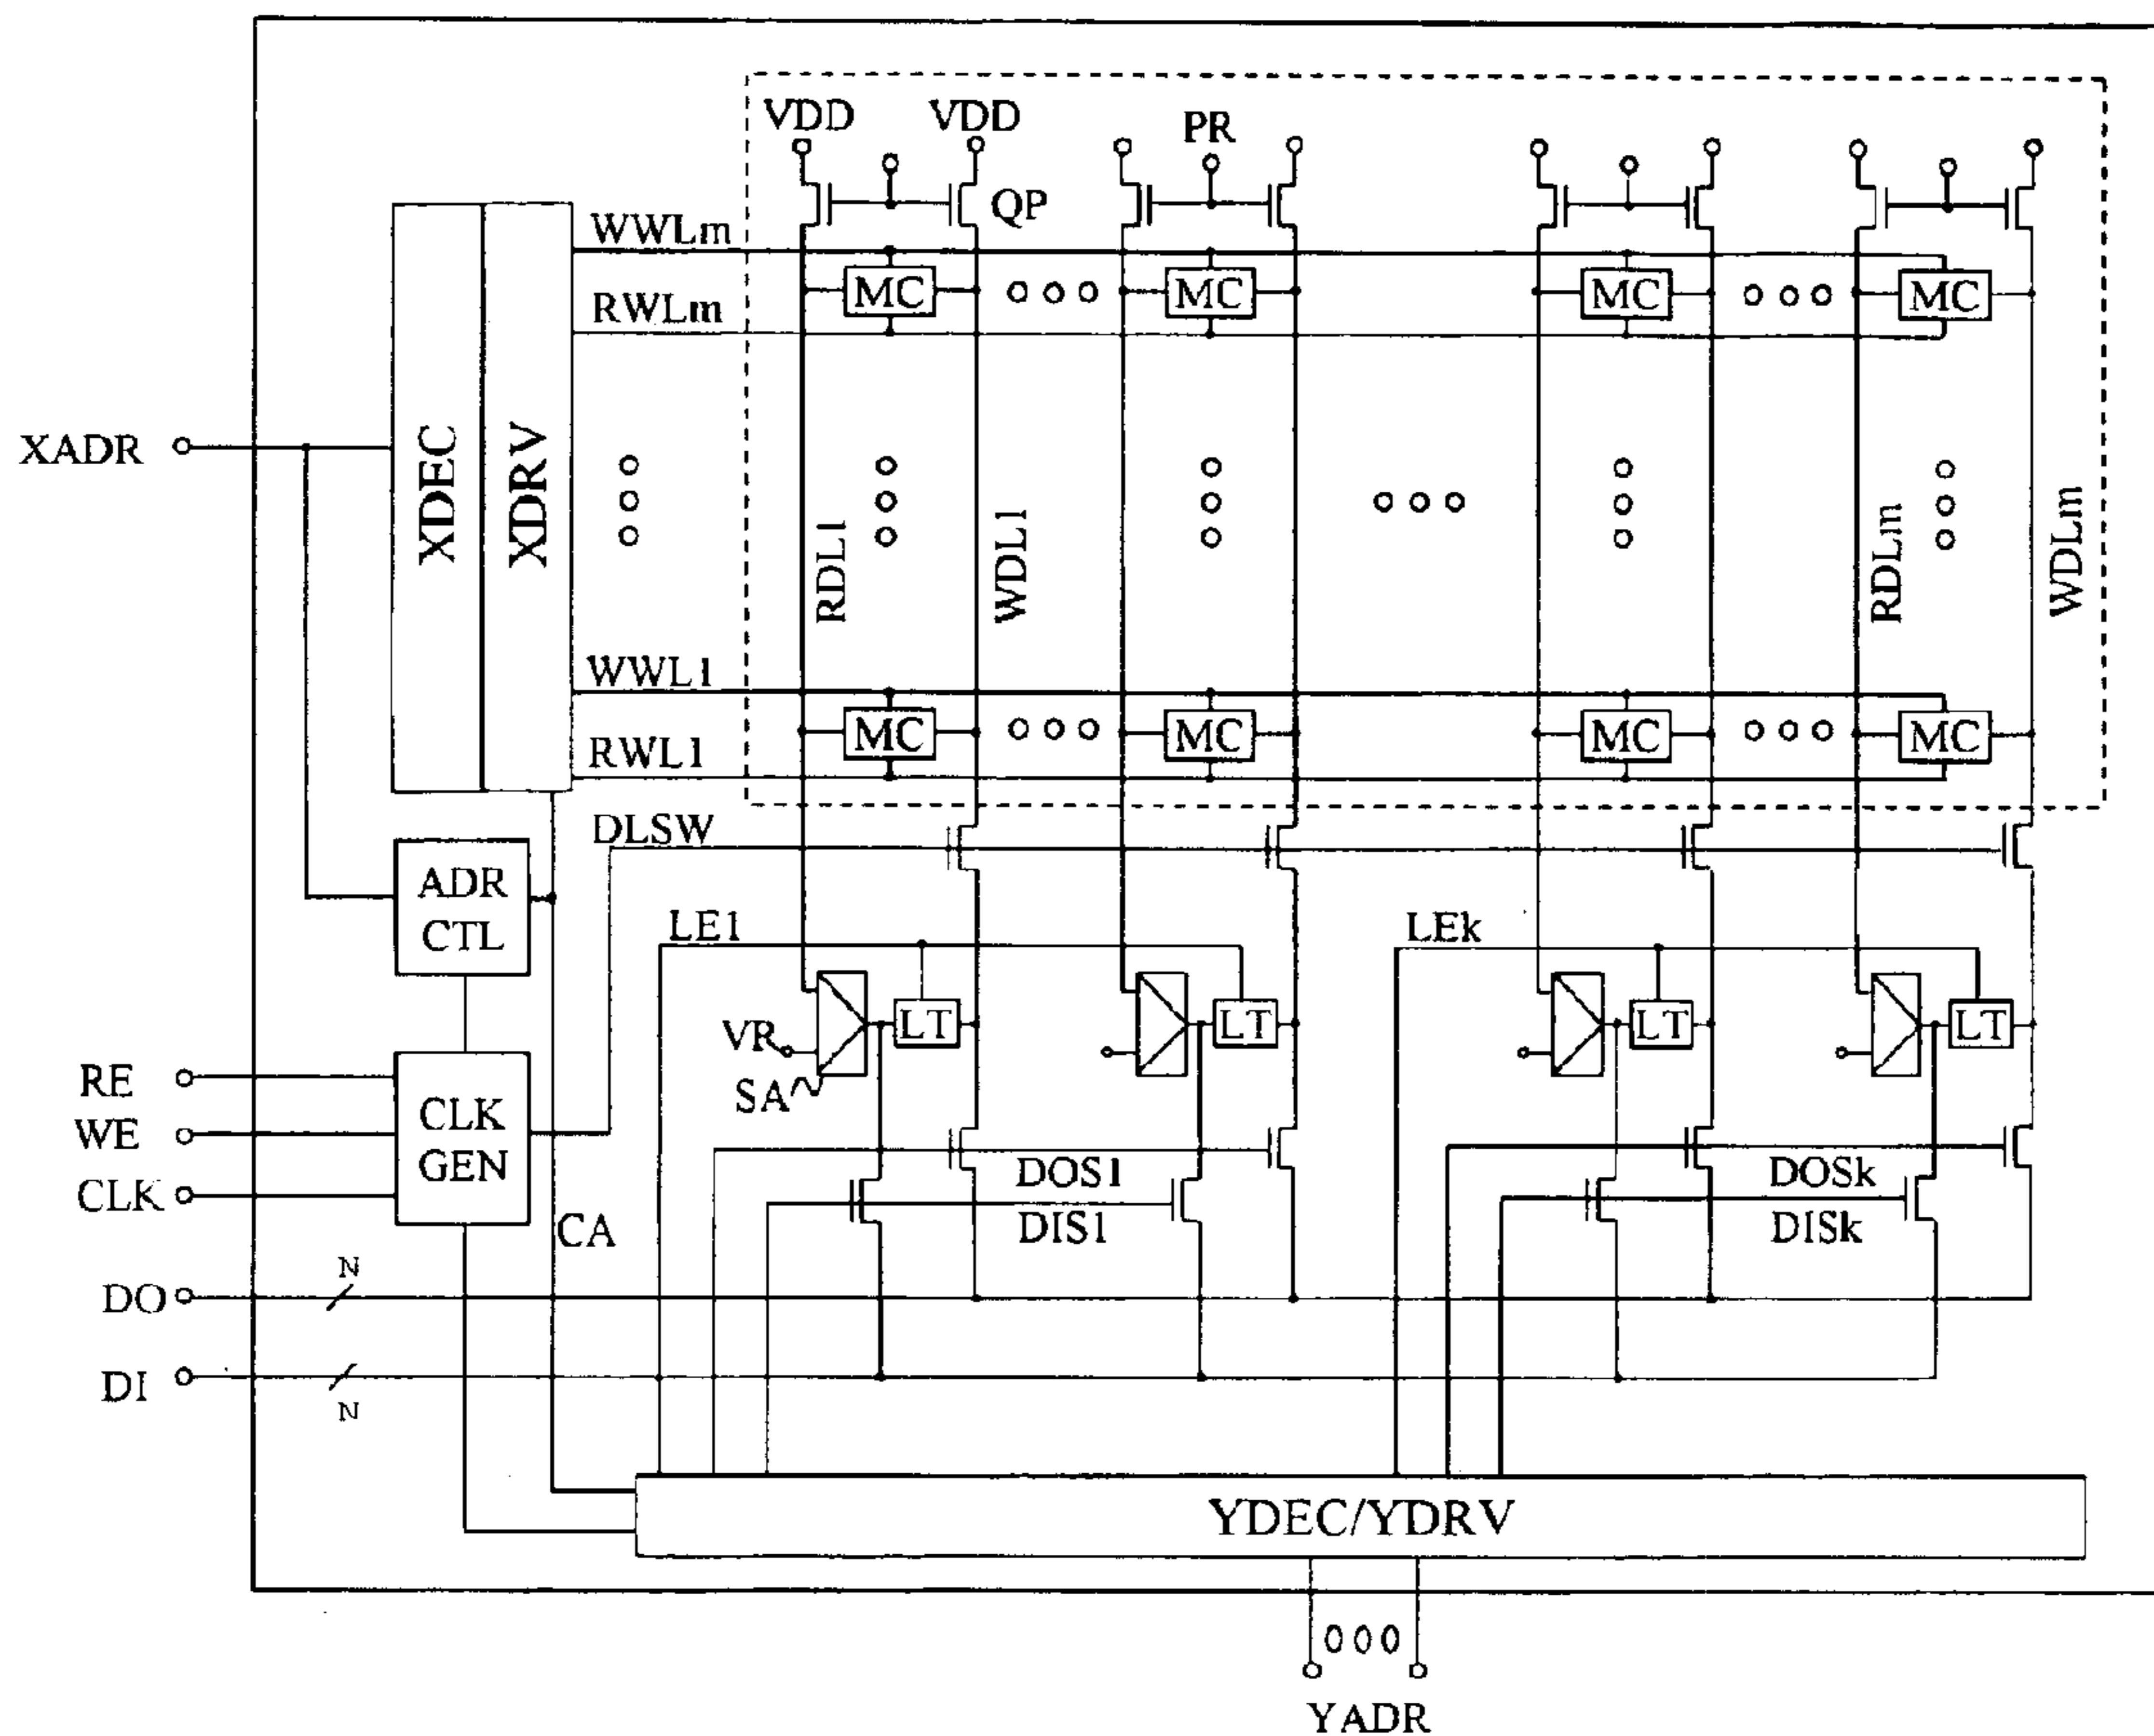 VDD VDD PR
QP
WWLm
MC MC MC MC
RWLm
XADR
XDEC
XDRV
RDL1
WDL1
RDLm
WDLm
WWL1
MC MC MC MC
RWL1
DLSW
ADR
CTL
LE1 LEk
LT LT LT LT
VR
SA
RE
WE
CLK
CLK
GEN
DOS1 DOSk
DIS1 DISk
CA
N
DO
DI
N
YDEC/YDRV
YADR